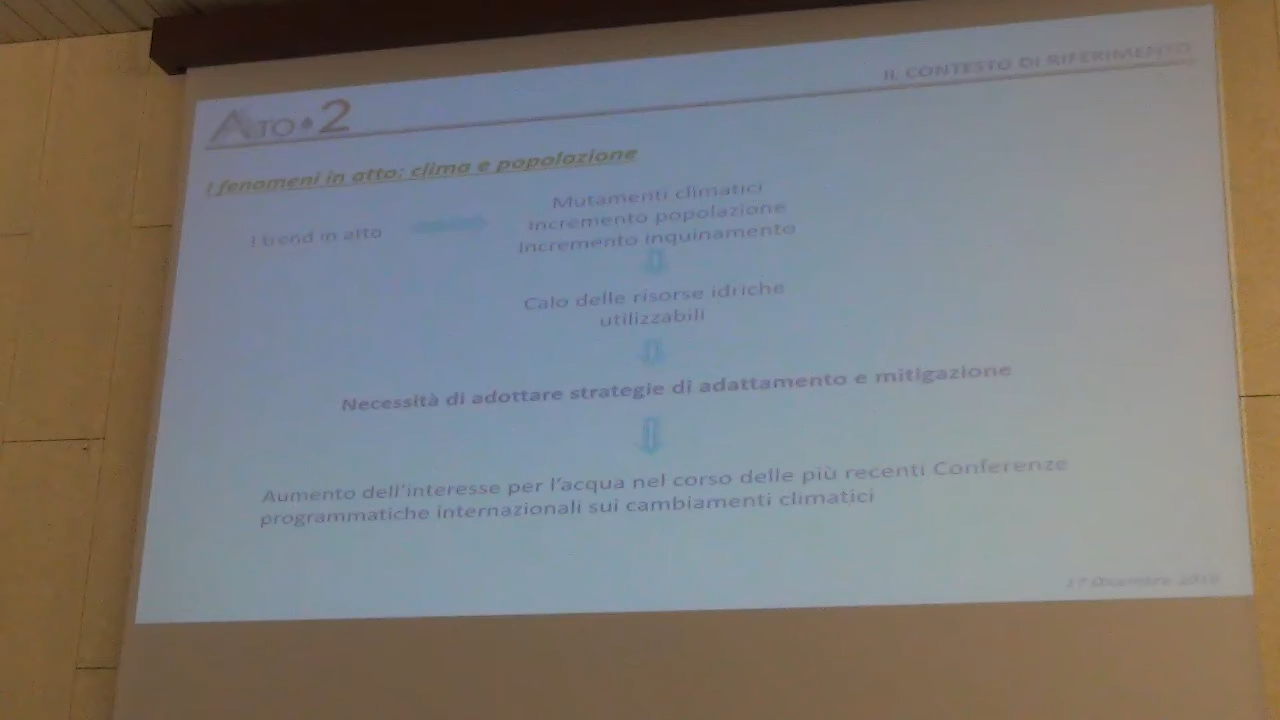 IL CONTESTO DI RIFERIMENTO
ATO 2
I fenomeni in atto: clima e popolazione
I trend in atto
Mutamenti climatici
Incremento popolazione
Incremento inquinamento
Calo delle risorse idriche
utilizzabili
Necessità di adottare strategie di adattamento e mitigazione
Aumento dell'interesse per l'acqua nel corso delle più recenti Conferenze
programmatiche internazionali sui cambiamenti climatici
Dicembre